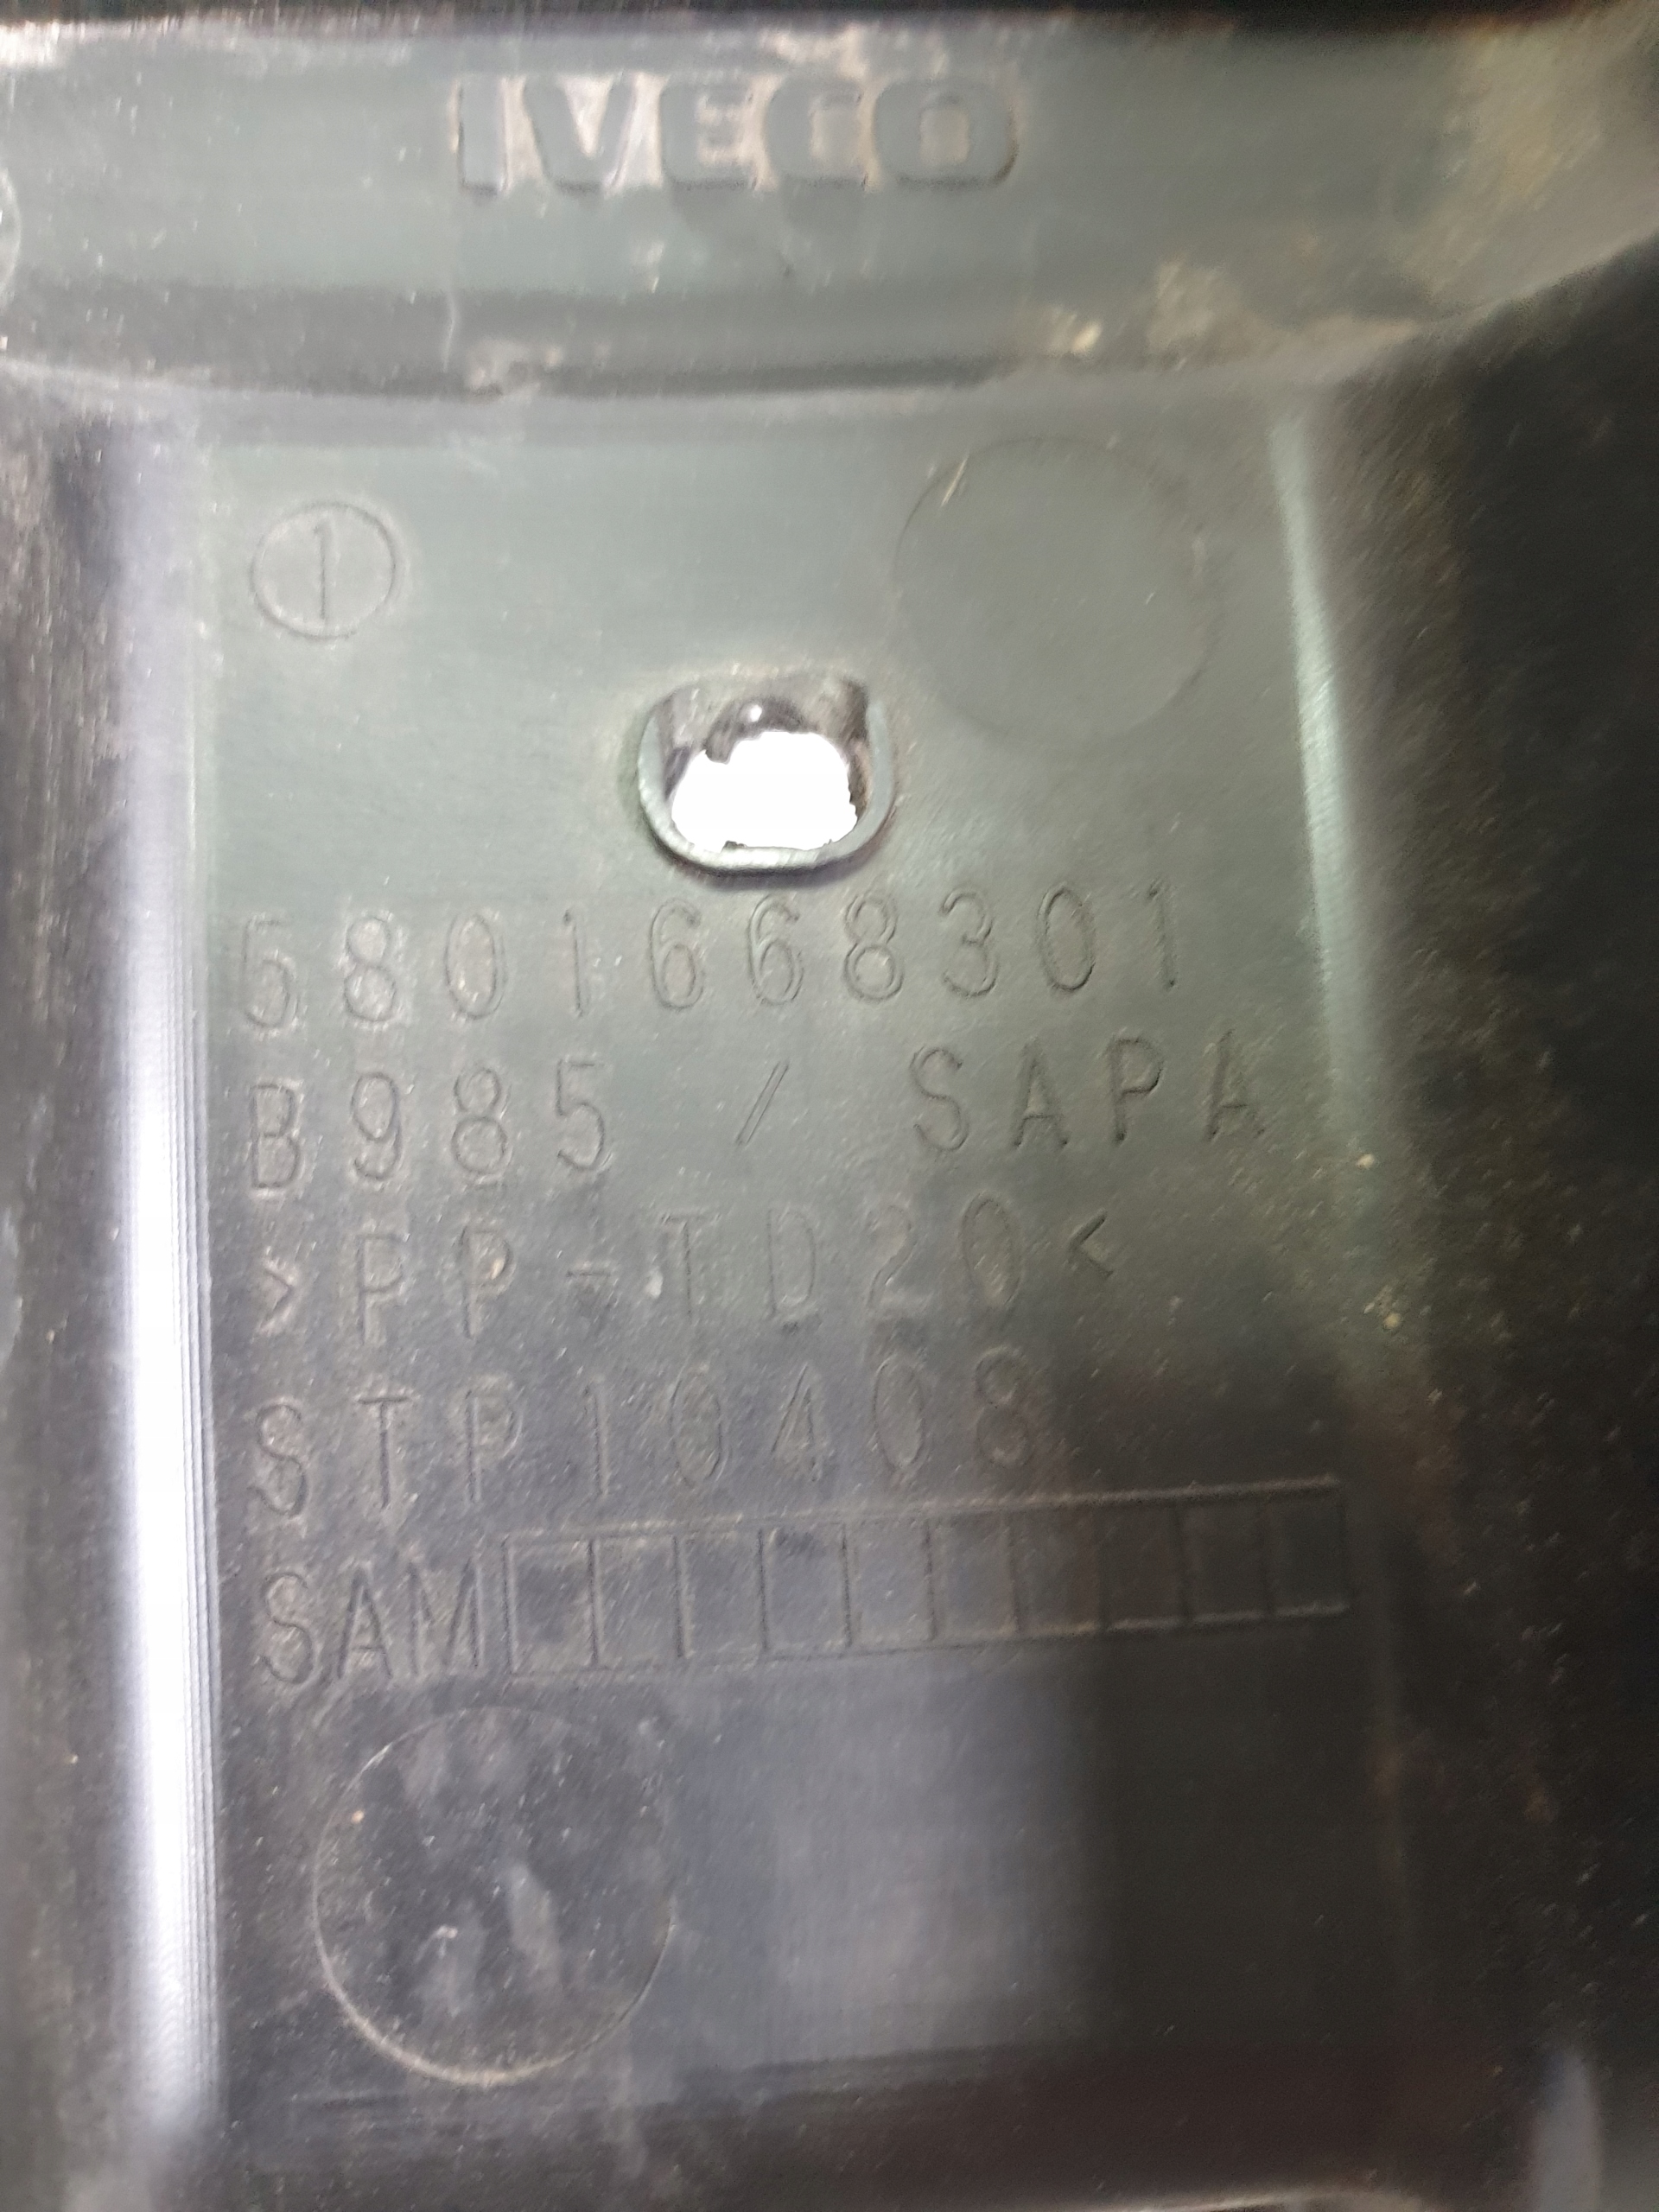 IVECO
1
5801668301
B985 / SAPA
>PP-TD20<
STP10408
SAM